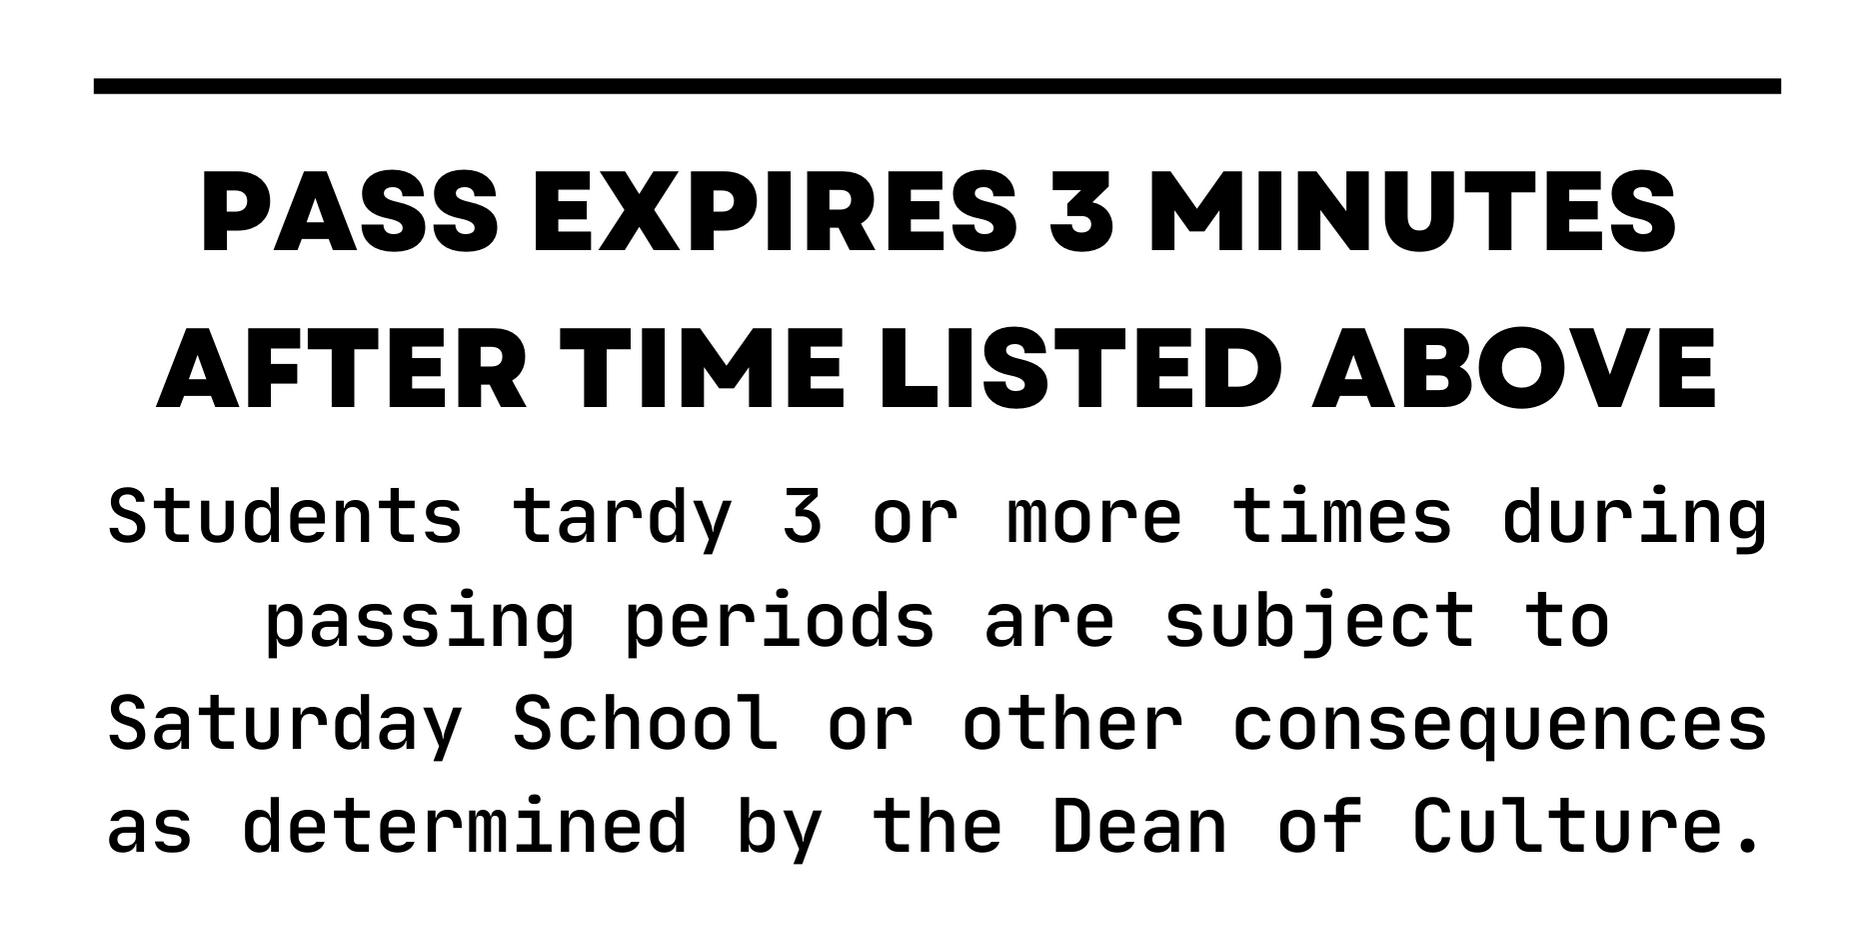 PASS EXPIRES 3 MINUTES
AFTER TIME LISTED ABOVE
Students tardy 3 or more times during
passing periods are subject to
Saturday School or other consequences
as determined by the Dean of Culture.